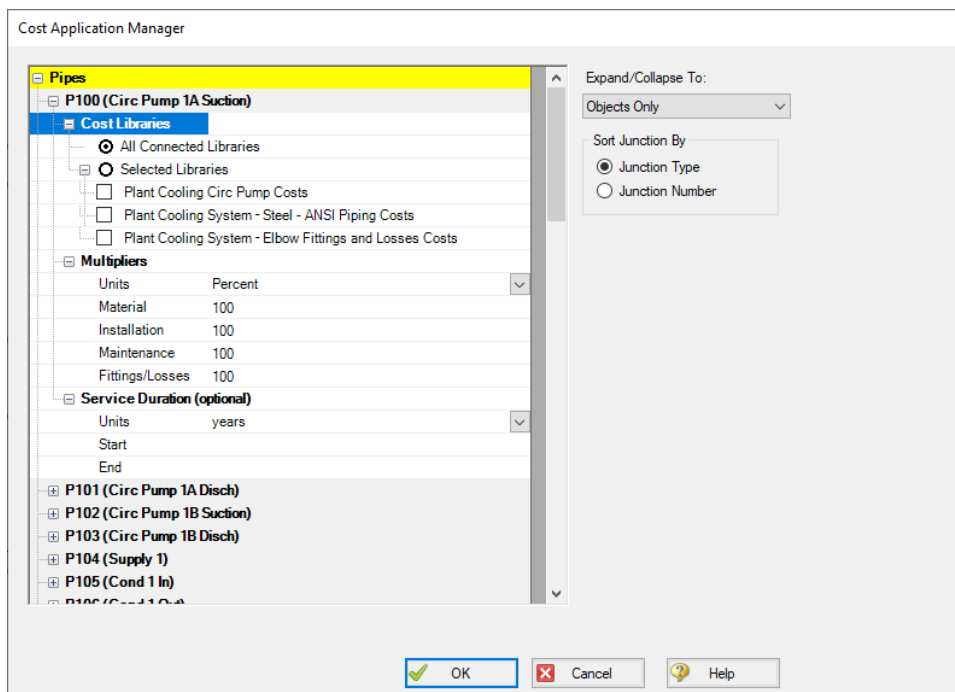 Cost Application Manager
Pipes
P100 (Circ Pump 1A Suction)
Cost Libraries
All Connected Libraries
Selected Libraries
Plant Cooling Circ Pump Costs
Plant Cooling System - Steel - ANSI Piping Costs
Plant Cooling System - Elbow Fittings and Losses Costs
Multipliers
Units Percent
Material 100
Installation 100
Maintenance 100
Fittings/Losses 100
Service Duration (optional)
Units years
Start
End
P101 (Circ Pump 1A Disch)
P102 (Circ Pump 1B Suction)
P103 (Circ Pump 1B Disch)
P104 (Supply 1)
P105 (Cond 1 In)
P106 (Cond 1 Out)
Expand/Collapse To:
Objects Only
Sort Junction By
Junction Type
Junction Number
OK Cancel Help